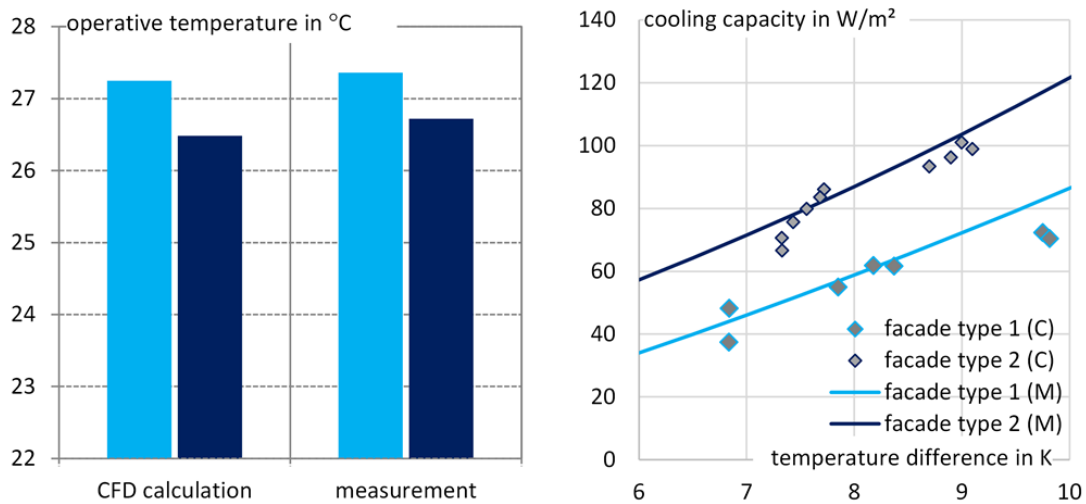 operative temperature in °C
28
27
26
25
24
23
22
CFD calculation
measurement
cooling capacity in W/m²
140
120
100
80
60
40
20
0
facade type 1 (C)
facade type 2 (C)
facade type 1 (M)
facade type 2 (M)
temperature difference in K
6 7 8 9 10